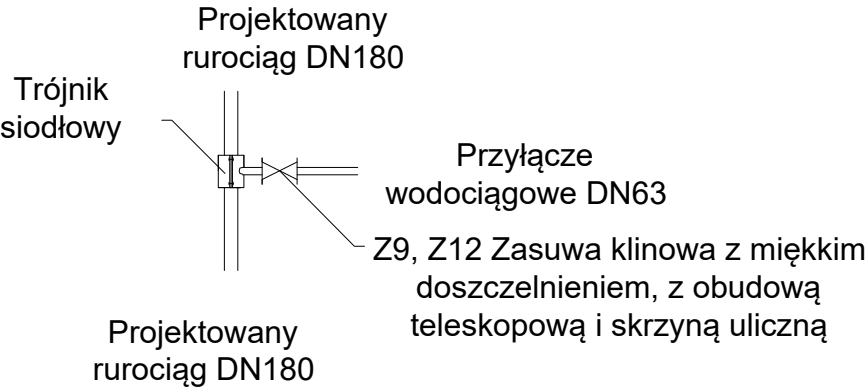 Projektowany
rurociąg DN180
Trójnik
siodłowy
Przyłącze
wodociągowe DN63
Z9, Z12 Zasuwa klinowa z miękkim
doszczelnieniem, z obudową
teleskopową i skrzyną uliczną
Projektowany
rurociąg DN180